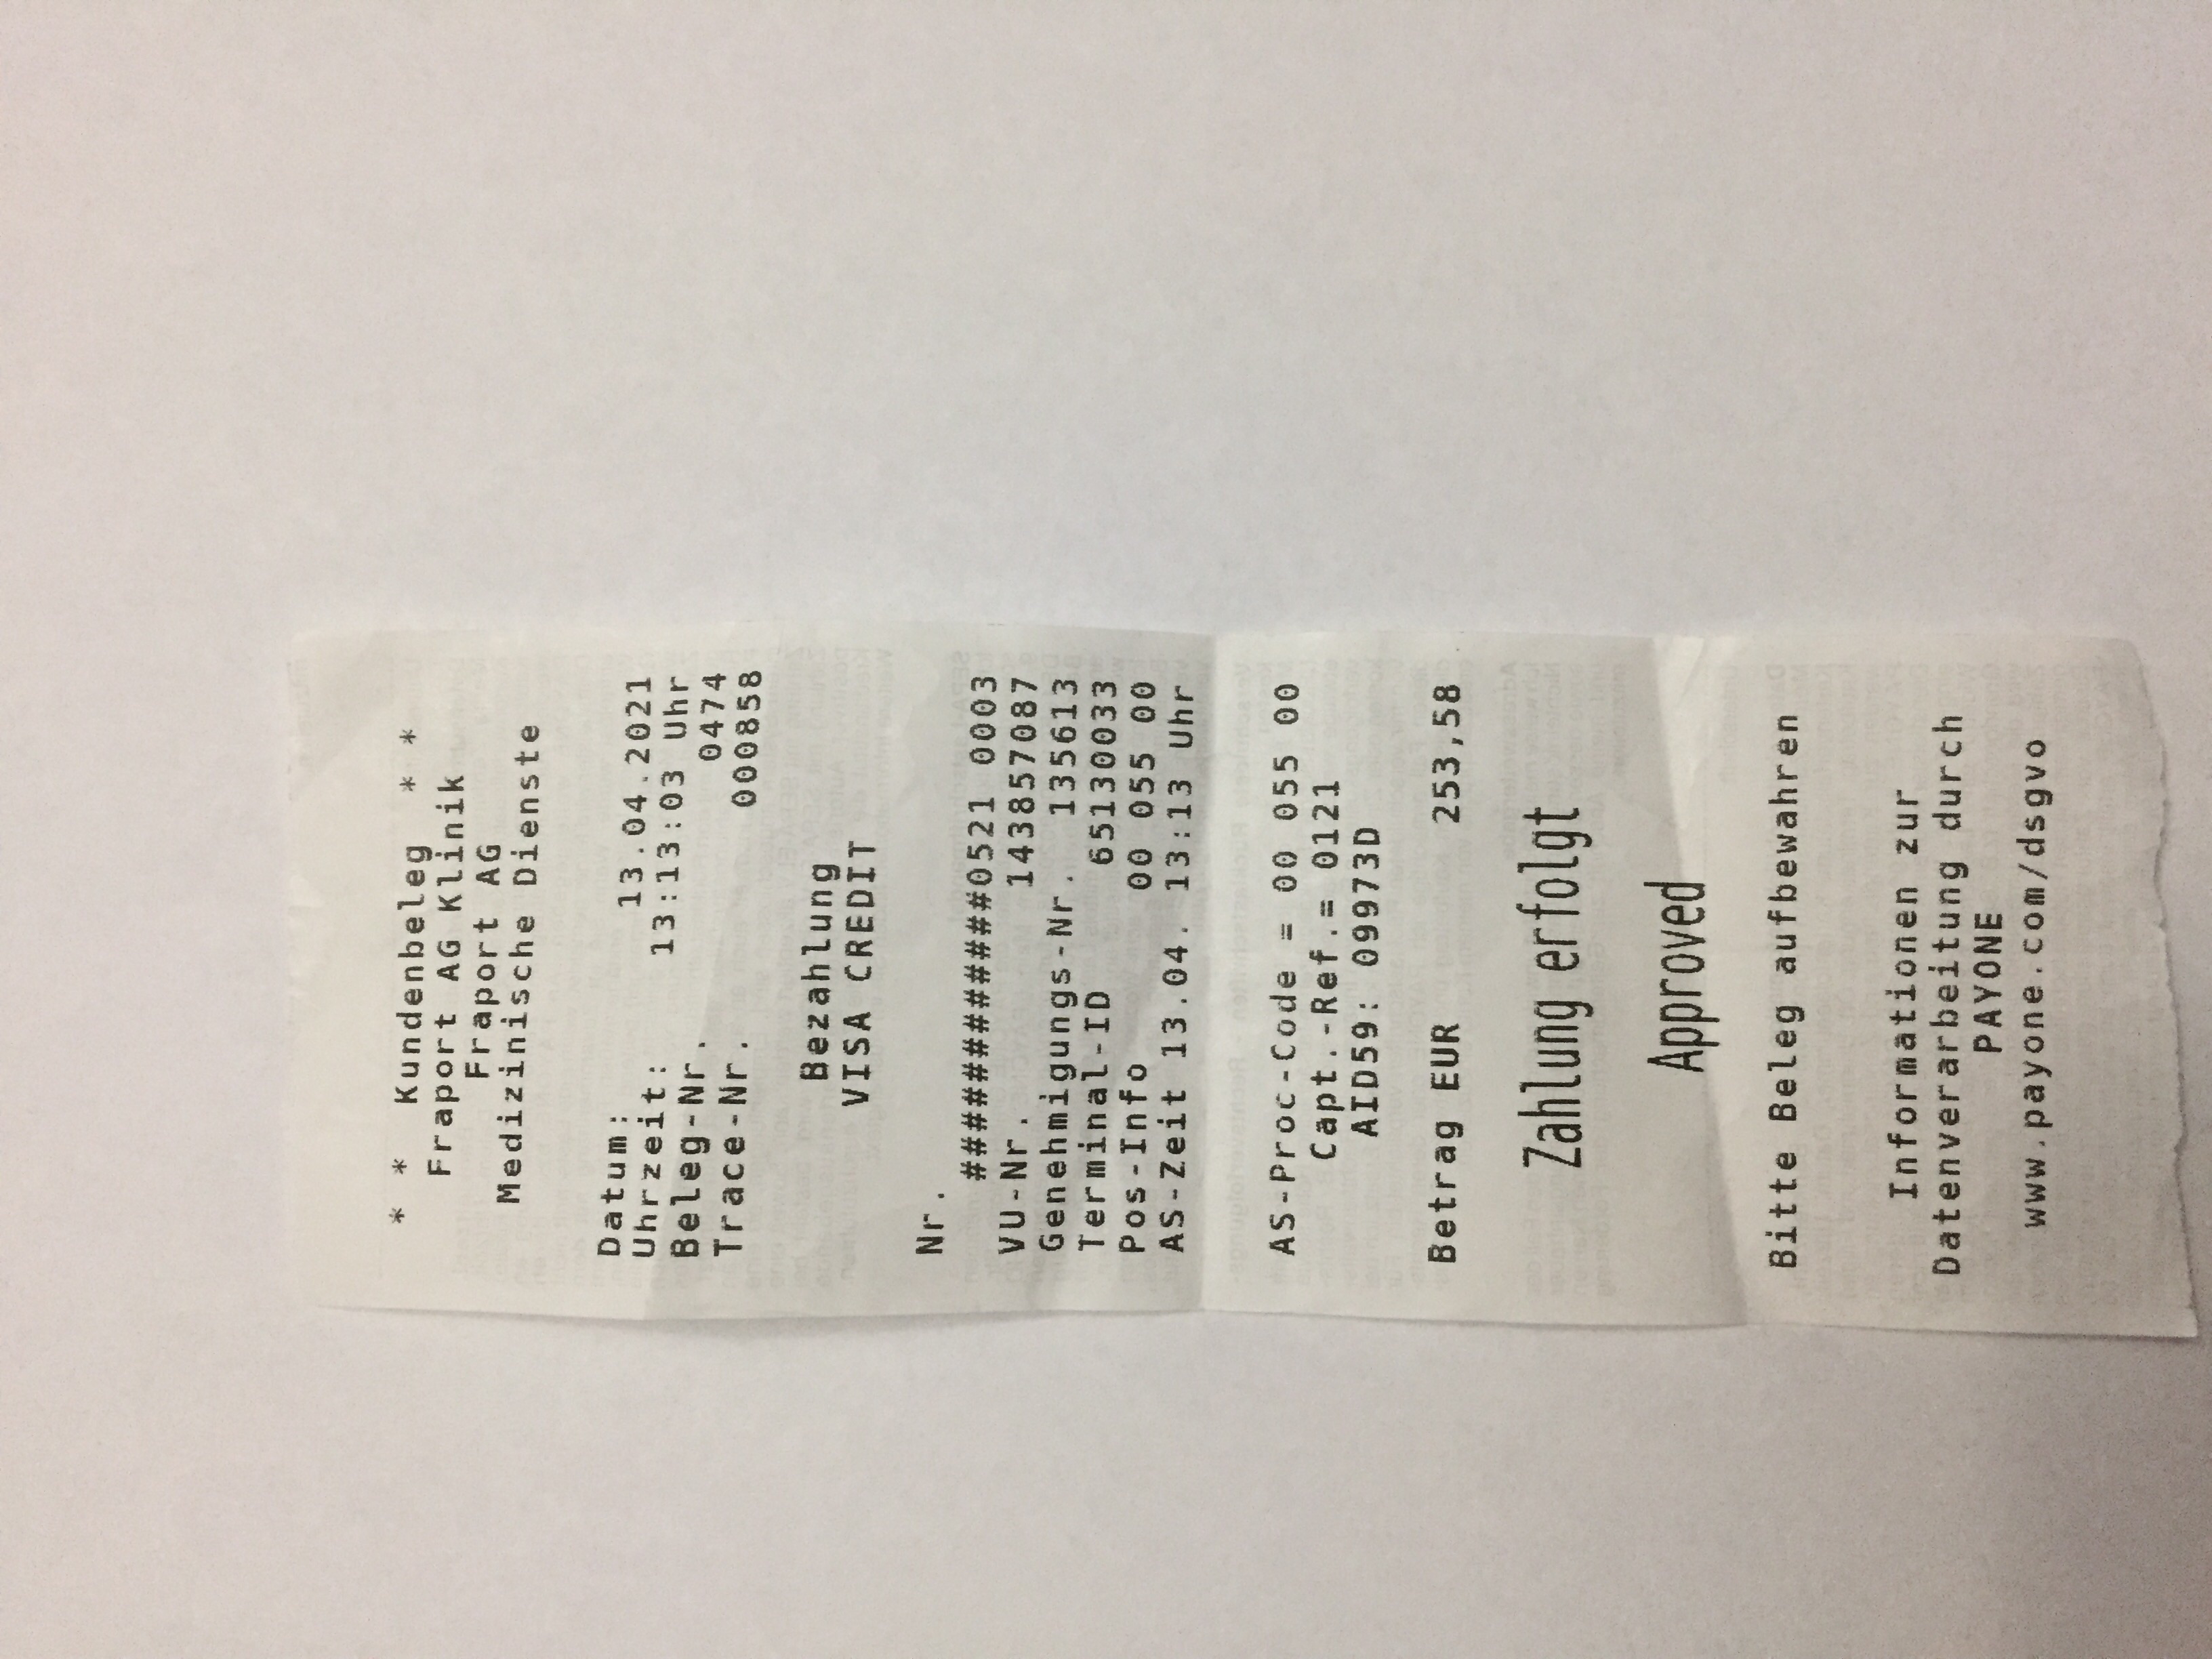 * * Kundenbeleg * *
Fraport AG Klinik
Fraport AG
Medizinische Dienste
Datum: 13.04.2021
Uhrzeit: 13:13:03 Uhr
Beleg-Nr. 0474
Trace-Nr. 000858
Bezahlung
VISA CREDIT
Nr.
############0521 0003
VU-Nr. 143857087
Genehmigungs-Nr. 135613
Terminal-ID 65130033
Pos-Info 00 055 00
AS-Zeit 13.04. 13:13 Uhr
AS-Proc-Code = 00 055 00
Capt.-Ref.= 0121
AID59: 09973D
Betrag EUR 253,58
Zahlung erfolgt
Approved
Bitte Beleg aufbewahren
Informationen zur
Datenverarbeitung durch
PAYONE
www.payone.com/dsgvo